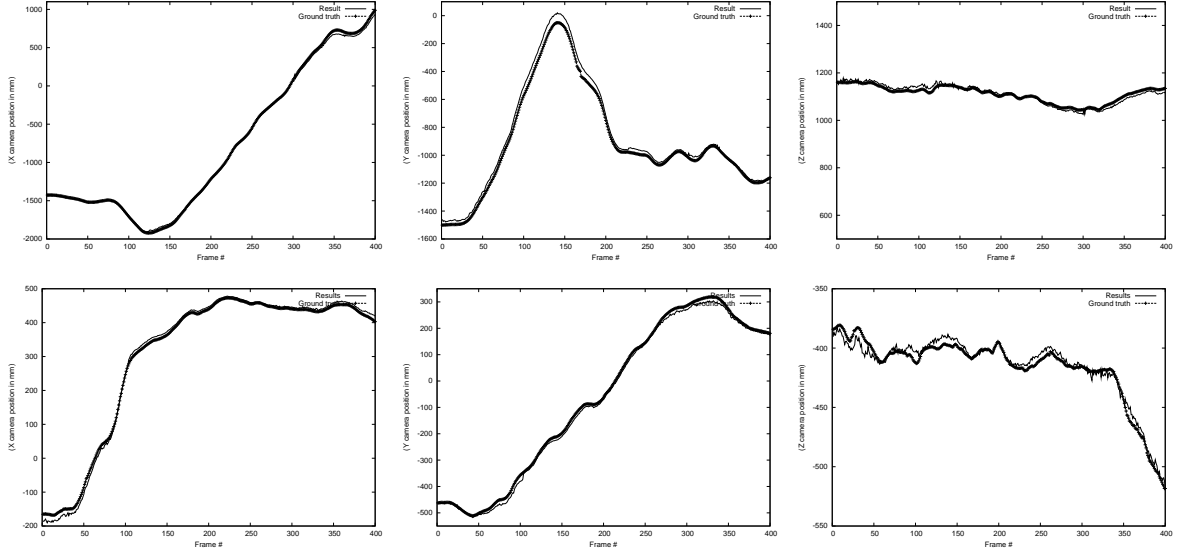 (X camera position in mm)
Result
Ground truth
1000
500
0
-500
-1000
-1500
-2000
0 50 100 150 200 250 300 350 400
Frame #
(Y camera position in mm)
Result
Ground truth
0
-200
-400
-600
-800
-1000
-1200
-1400
-1600
0 50 100 150 200 250 300 350 400
Frame #
(Z camera position in mm)
Result
Ground truth
1400
1200
1000
800
600
0 50 100 150 200 250 300 350 400
Frame #
(X camera position in mm)
Results
Ground truth
500
400
300
200
100
0
-100
-200
0 50 100 150 200 250 300 350 400
Frame #
(Y camera position in mm)
Results
Ground truth
300
200
100
0
-100
-200
-300
-400
-500
0 50 100 150 200 250 300 350 400
Frame #
(Z camera position in mm)
Results
Ground truth
-350
-400
-450
-500
-550
0 50 100 150 200 250 300 350 400
Frame #